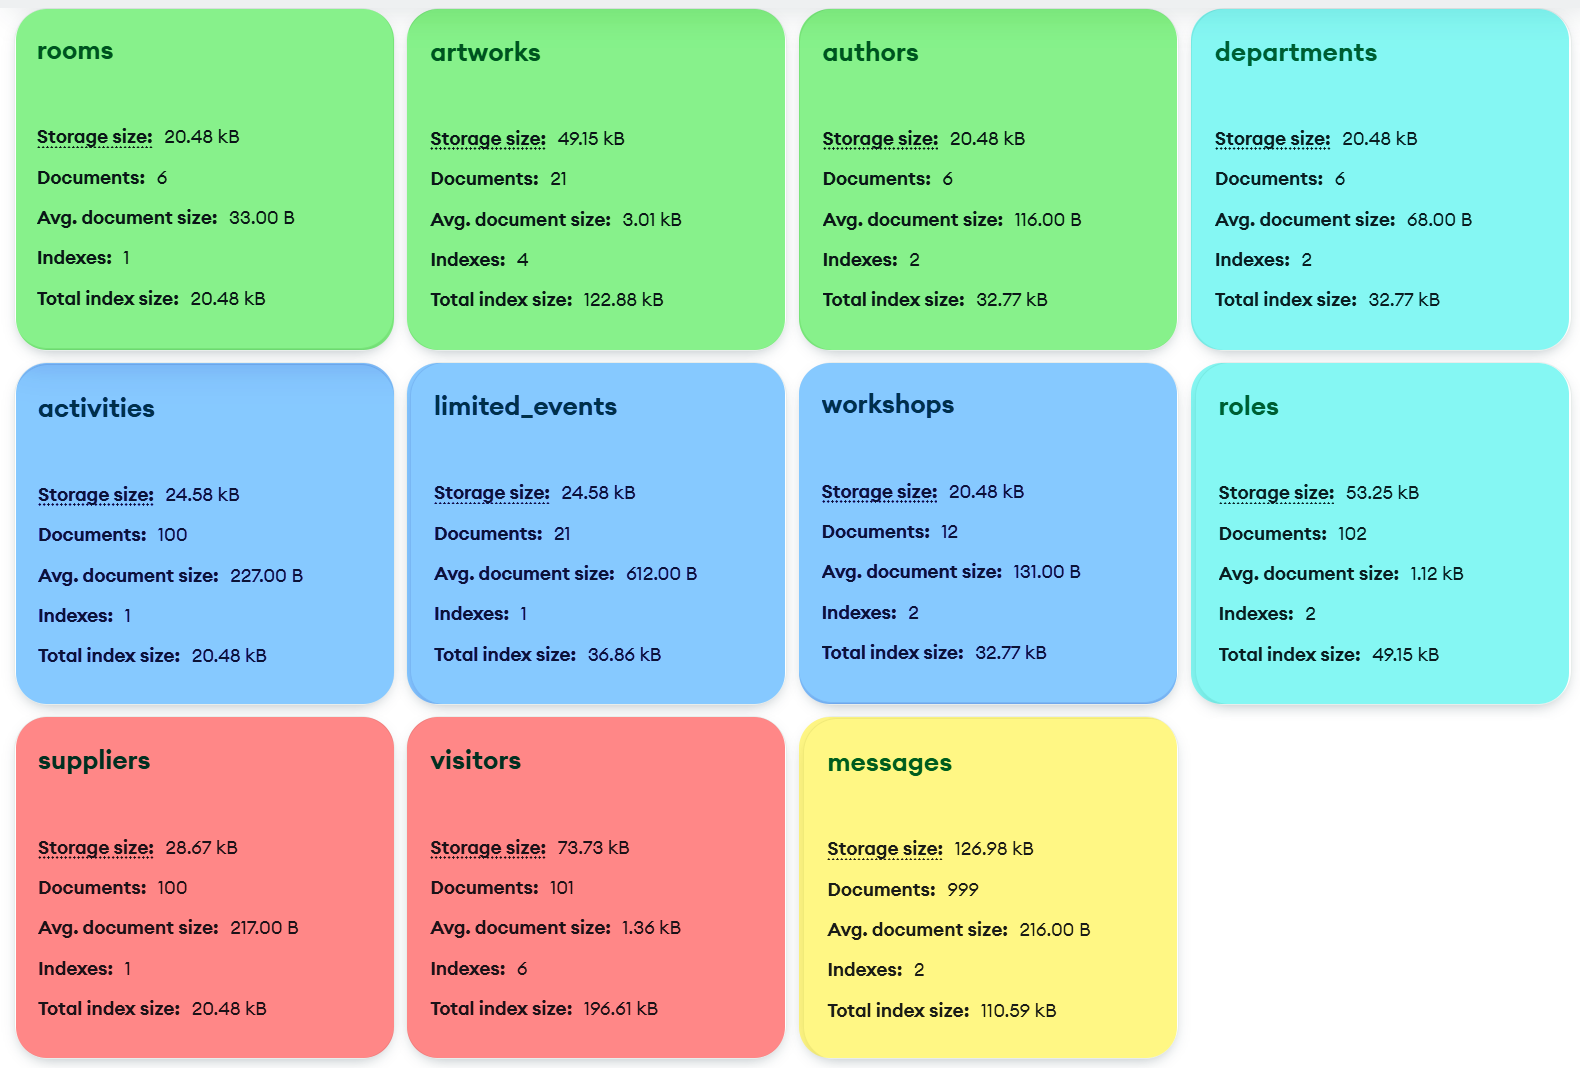 rooms
Storage size: 20.48 kB
Documents: 6
Avg. document size: 33.00 B
Indexes: 1
Total index size: 20.48 kB
artworks
Storage size: 49.15 kB
Documents: 21
Avg. document size: 3.01 kB
Indexes: 4
Total index size: 122.88 kB
authors
Storage size: 20.48 kB
Documents: 6
Avg. document size: 116.00 B
Indexes: 2
Total index size: 32.77 kB
departments
Storage size: 20.48 kB
Documents: 6
Avg. document size: 68.00 B
Indexes: 2
Total index size: 32.77 kB
activities
Storage size: 24.58 kB
Documents: 100
Avg. document size: 227.00 B
Indexes: 1
Total index size: 20.48 kB
limited_events
Storage size: 24.58 kB
Documents: 21
Avg. document size: 612.00 B
Indexes: 1
Total index size: 36.86 kB
workshops
Storage size: 20.48 kB
Documents: 12
Avg. document size: 131.00 B
Indexes: 2
Total index size: 32.77 kB
roles
Storage size: 53.25 kB
Documents: 102
Avg. document size: 1.12 kB
Indexes: 2
Total index size: 49.15 kB
suppliers
Storage size: 28.67 kB
Documents: 100
Avg. document size: 217.00 B
Indexes: 1
Total index size: 20.48 kB
visitors
Storage size: 73.73 kB
Documents: 101
Avg. document size: 1.36 kB
Indexes: 6
Total index size: 196.61 kB
messages
Storage size: 126.98 kB
Documents: 999
Avg. document size: 216.00 B
Indexes: 2
Total index size: 110.59 kB